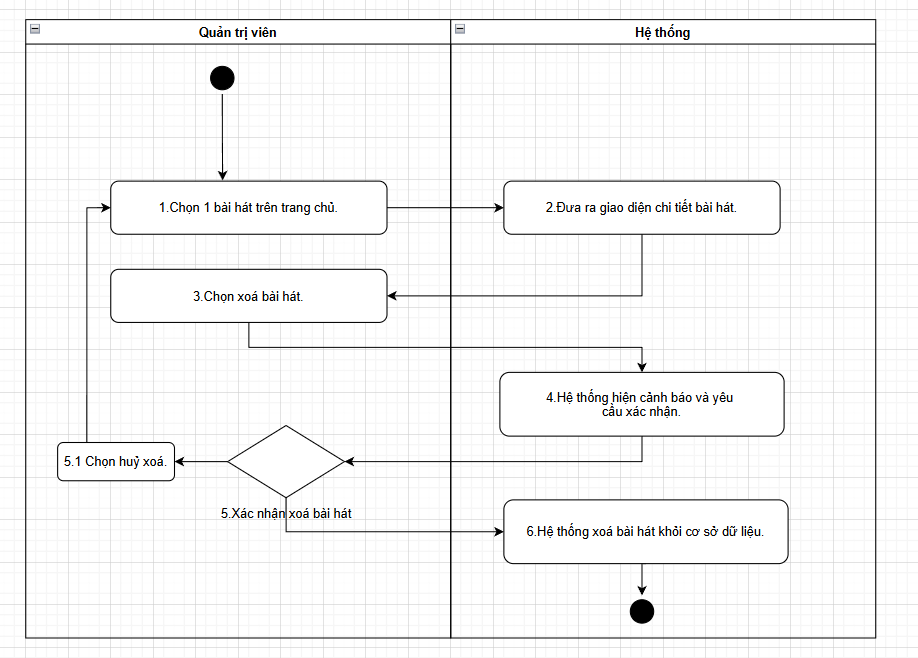 Quản trị viên
Hệ thống
1.Chọn 1 bài hát trên trang chủ.
2.Đưa ra giao diện chi tiết bài hát.
3.Chọn xoá bài hát.
4.Hệ thống hiện cảnh báo và yêu
cầu xác nhận.
5.1 Chọn huỷ xoá.
5.Xác nhận xoá bài hát
6.Hệ thống xoá bài hát khỏi cơ sở dữ liệu.